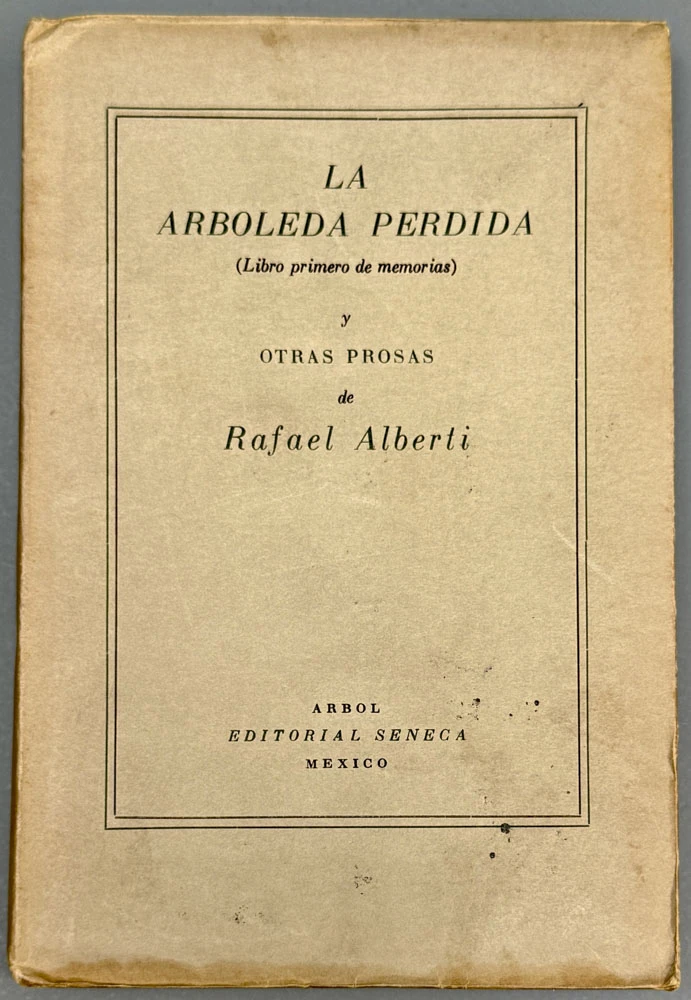 LA
ARBOLEDA PERDIDA
(Libro primero de memorias)
y
OTRAS PROSAS
de
Rafael Alberti
ARBOL
EDITORIAL SENECA
MEXICO